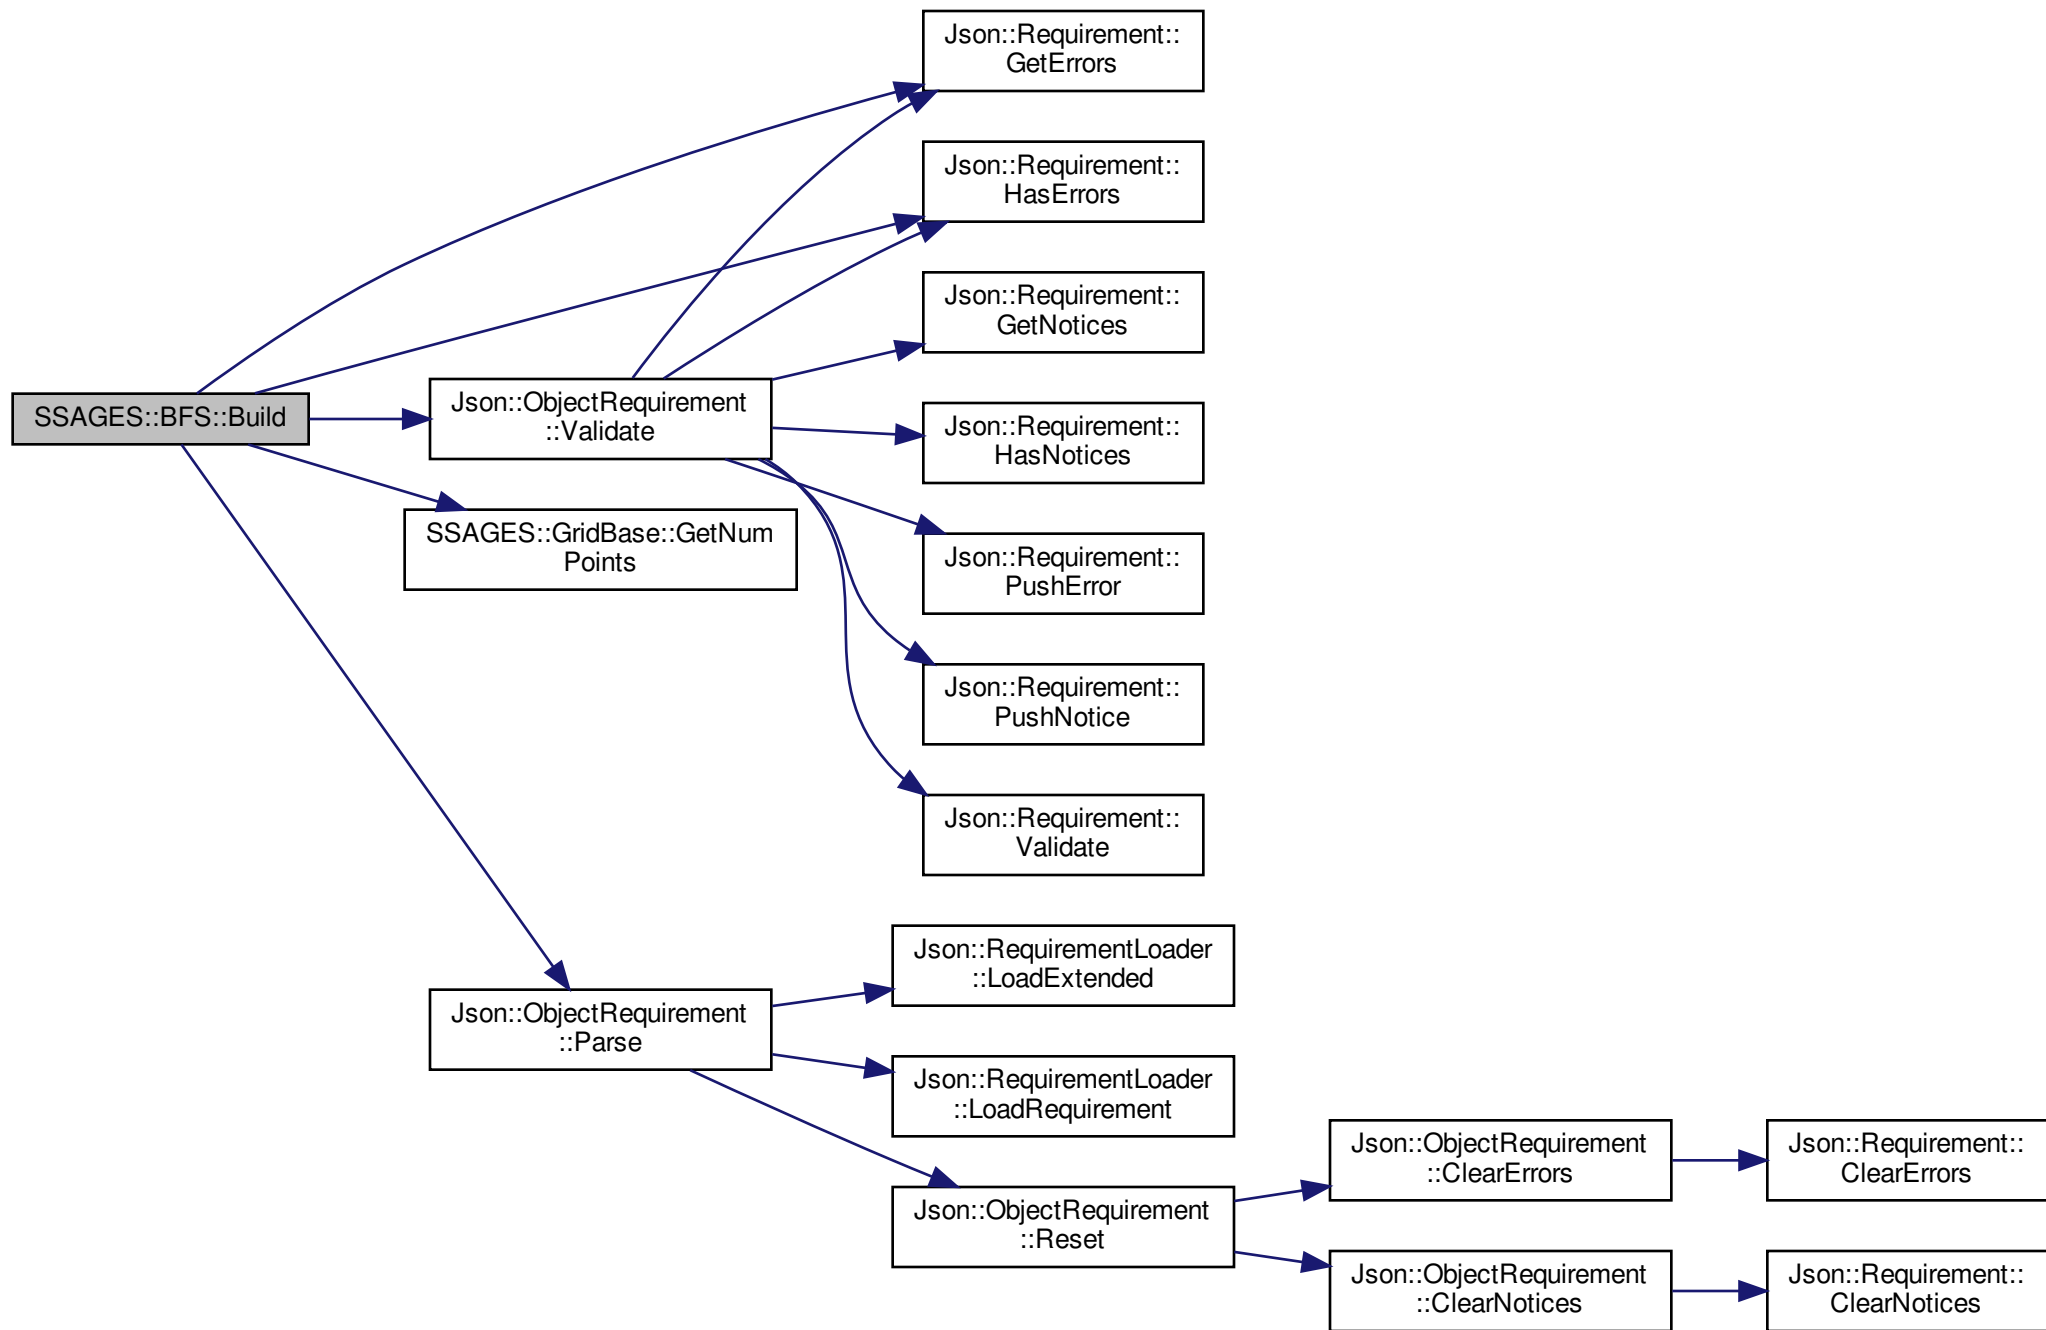 SSAGES::BFS::Build
Json::Requirement::
GetErrors
Json::Requirement::
HasErrors
Json::ObjectRequirement
::Validate
Json::Requirement::
GetNotices
Json::Requirement::
HasNotices
Json::Requirement::
PushError
Json::Requirement::
PushNotice
Json::Requirement::
Validate
SSAGES::GridBase::GetNum
Points
Json::ObjectRequirement
::Parse
Json::RequirementLoader
::LoadExtended
Json::RequirementLoader
::LoadRequirement
Json::ObjectRequirement
::Reset
Json::ObjectRequirement
::ClearErrors
Json::Requirement::
ClearErrors
Json::ObjectRequirement
::ClearNotices
Json::Requirement::
ClearNotices